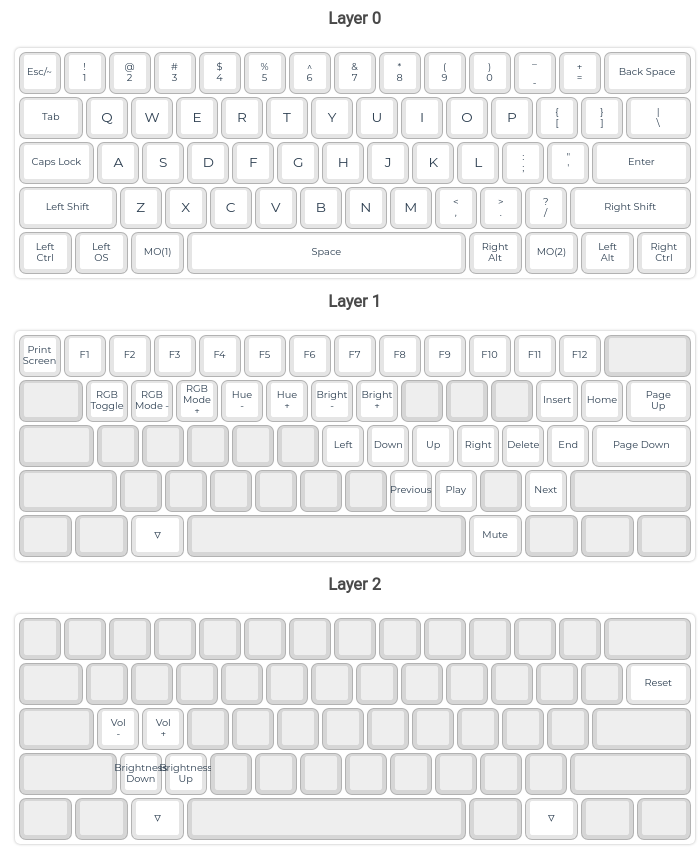 Layer 0
Esc/~ ! 1 @ 2 # 3 $ 4 % 5 ^ 6 & 7 * 8 ( 9 ) 0 _ - + = Back Space
Tab Q W E R T Y U I O P { [ } ] | \
Caps Lock A S D F G H J K L : ; " ' Enter
Left Shift Z X C V B N M < , > . ? / Right Shift
Left Ctrl Left OS MO(1) Space Right Alt MO(2) Left Alt Right Ctrl
Layer 1
Print Screen F1 F2 F3 F4 F5 F6 F7 F8 F9 F10 F11 F12
RGB Toggle RGB Mode - RGB Mode + Hue - Hue + Bright - Bright + Insert Home Page Up
Left Down Up Right Delete End Page Down
Previous Play Next
▽ Mute
Layer 2
Reset
Vol - Vol +
Brightness Down Brightness Up
▽ ▽